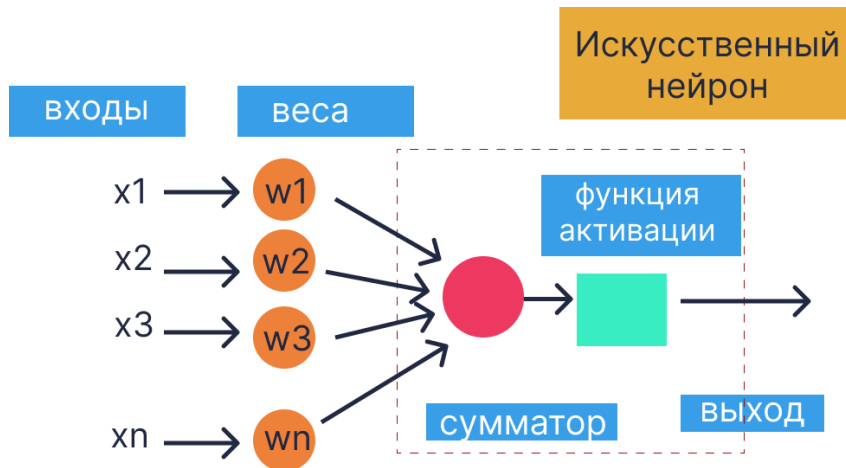 Искусственный
нейрон
входы
веса
x1
w1
x2
w2
x3
w3
xn
wn
функция
активации
сумматор
выход